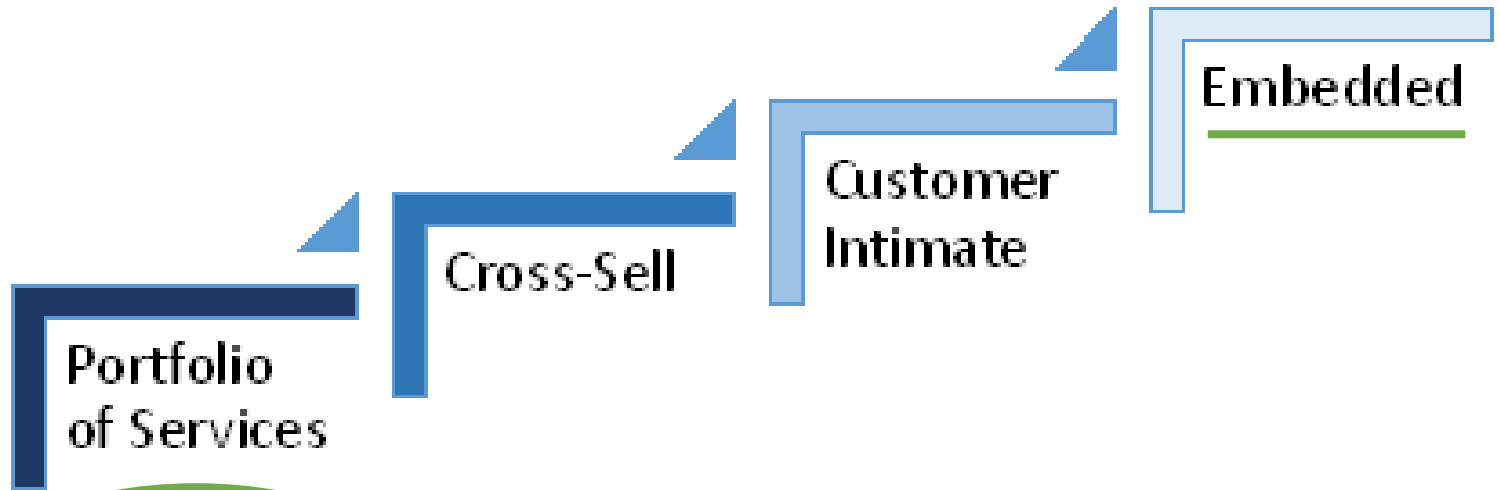 Embedded
Customer
Intimate
Cross-Sell
Portfolio
of Services